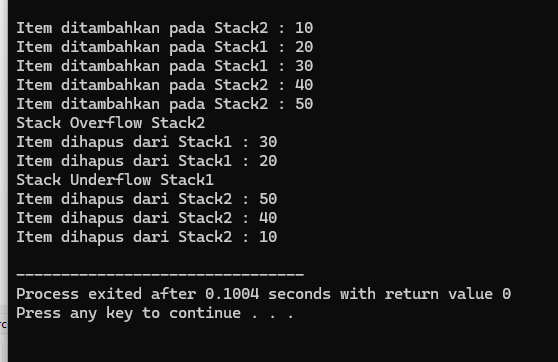 Item ditambahkan pada Stack2 : 10
Item ditambahkan pada Stack1 : 20
Item ditambahkan pada Stack1 : 30
Item ditambahkan pada Stack2 : 40
Item ditambahkan pada Stack2 : 50
Stack Overflow Stack2
Item dihapus dari Stack1 : 30
Item dihapus dari Stack1 : 20
Stack Underflow Stack1
Item dihapus dari Stack2 : 50
Item dihapus dari Stack2 : 40
Item dihapus dari Stack2 : 10
--------------------------------
Process exited after 0.1004 seconds with return value 0
Press any key to continue . . .